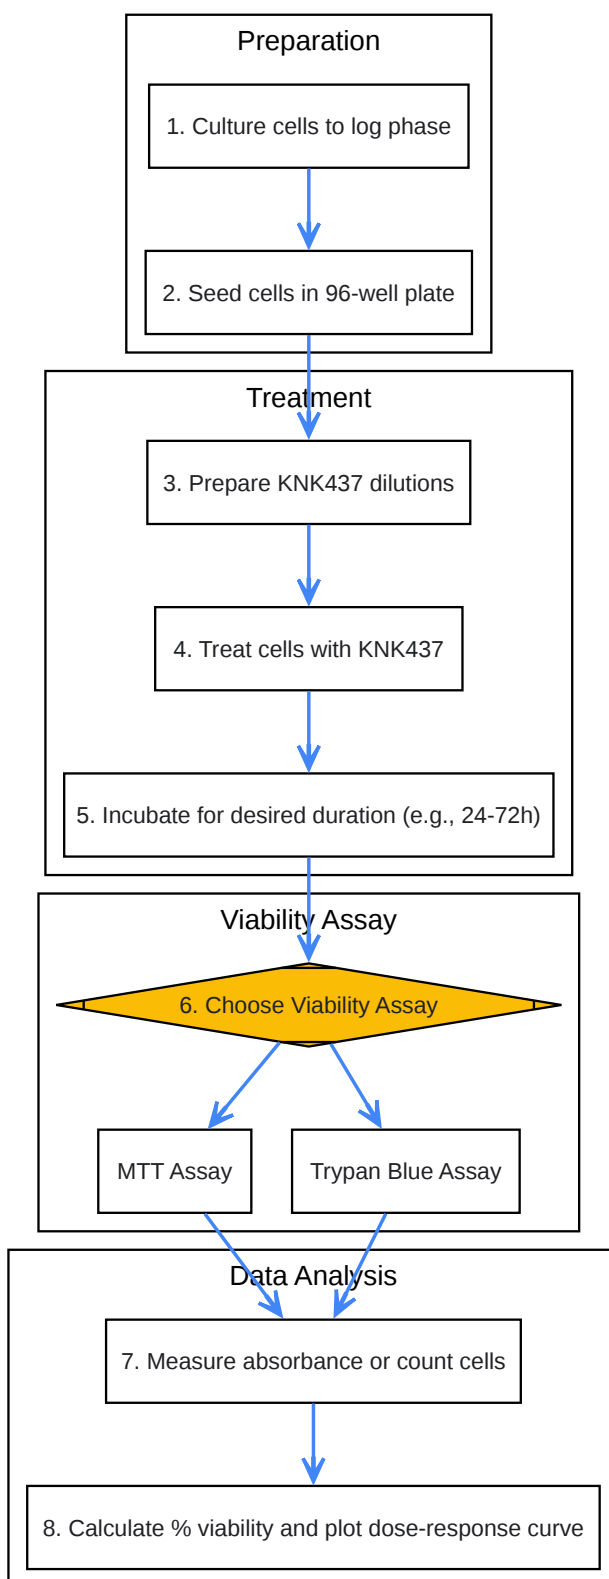 Preparation
1. Culture cells to log phase
2. Seed cells in 96-well plate
Treatment
3. Prepare KNK437 dilutions
4. Treat cells with KNK437
5. Incubate for desired duration (e.g., 24-72h)
Viability Assay
6. Choose Viability Assay
MTT Assay
Trypan Blue Assay
Data Analysis
7. Measure absorbance or count cells
8. Calculate % viability and plot dose-response curve